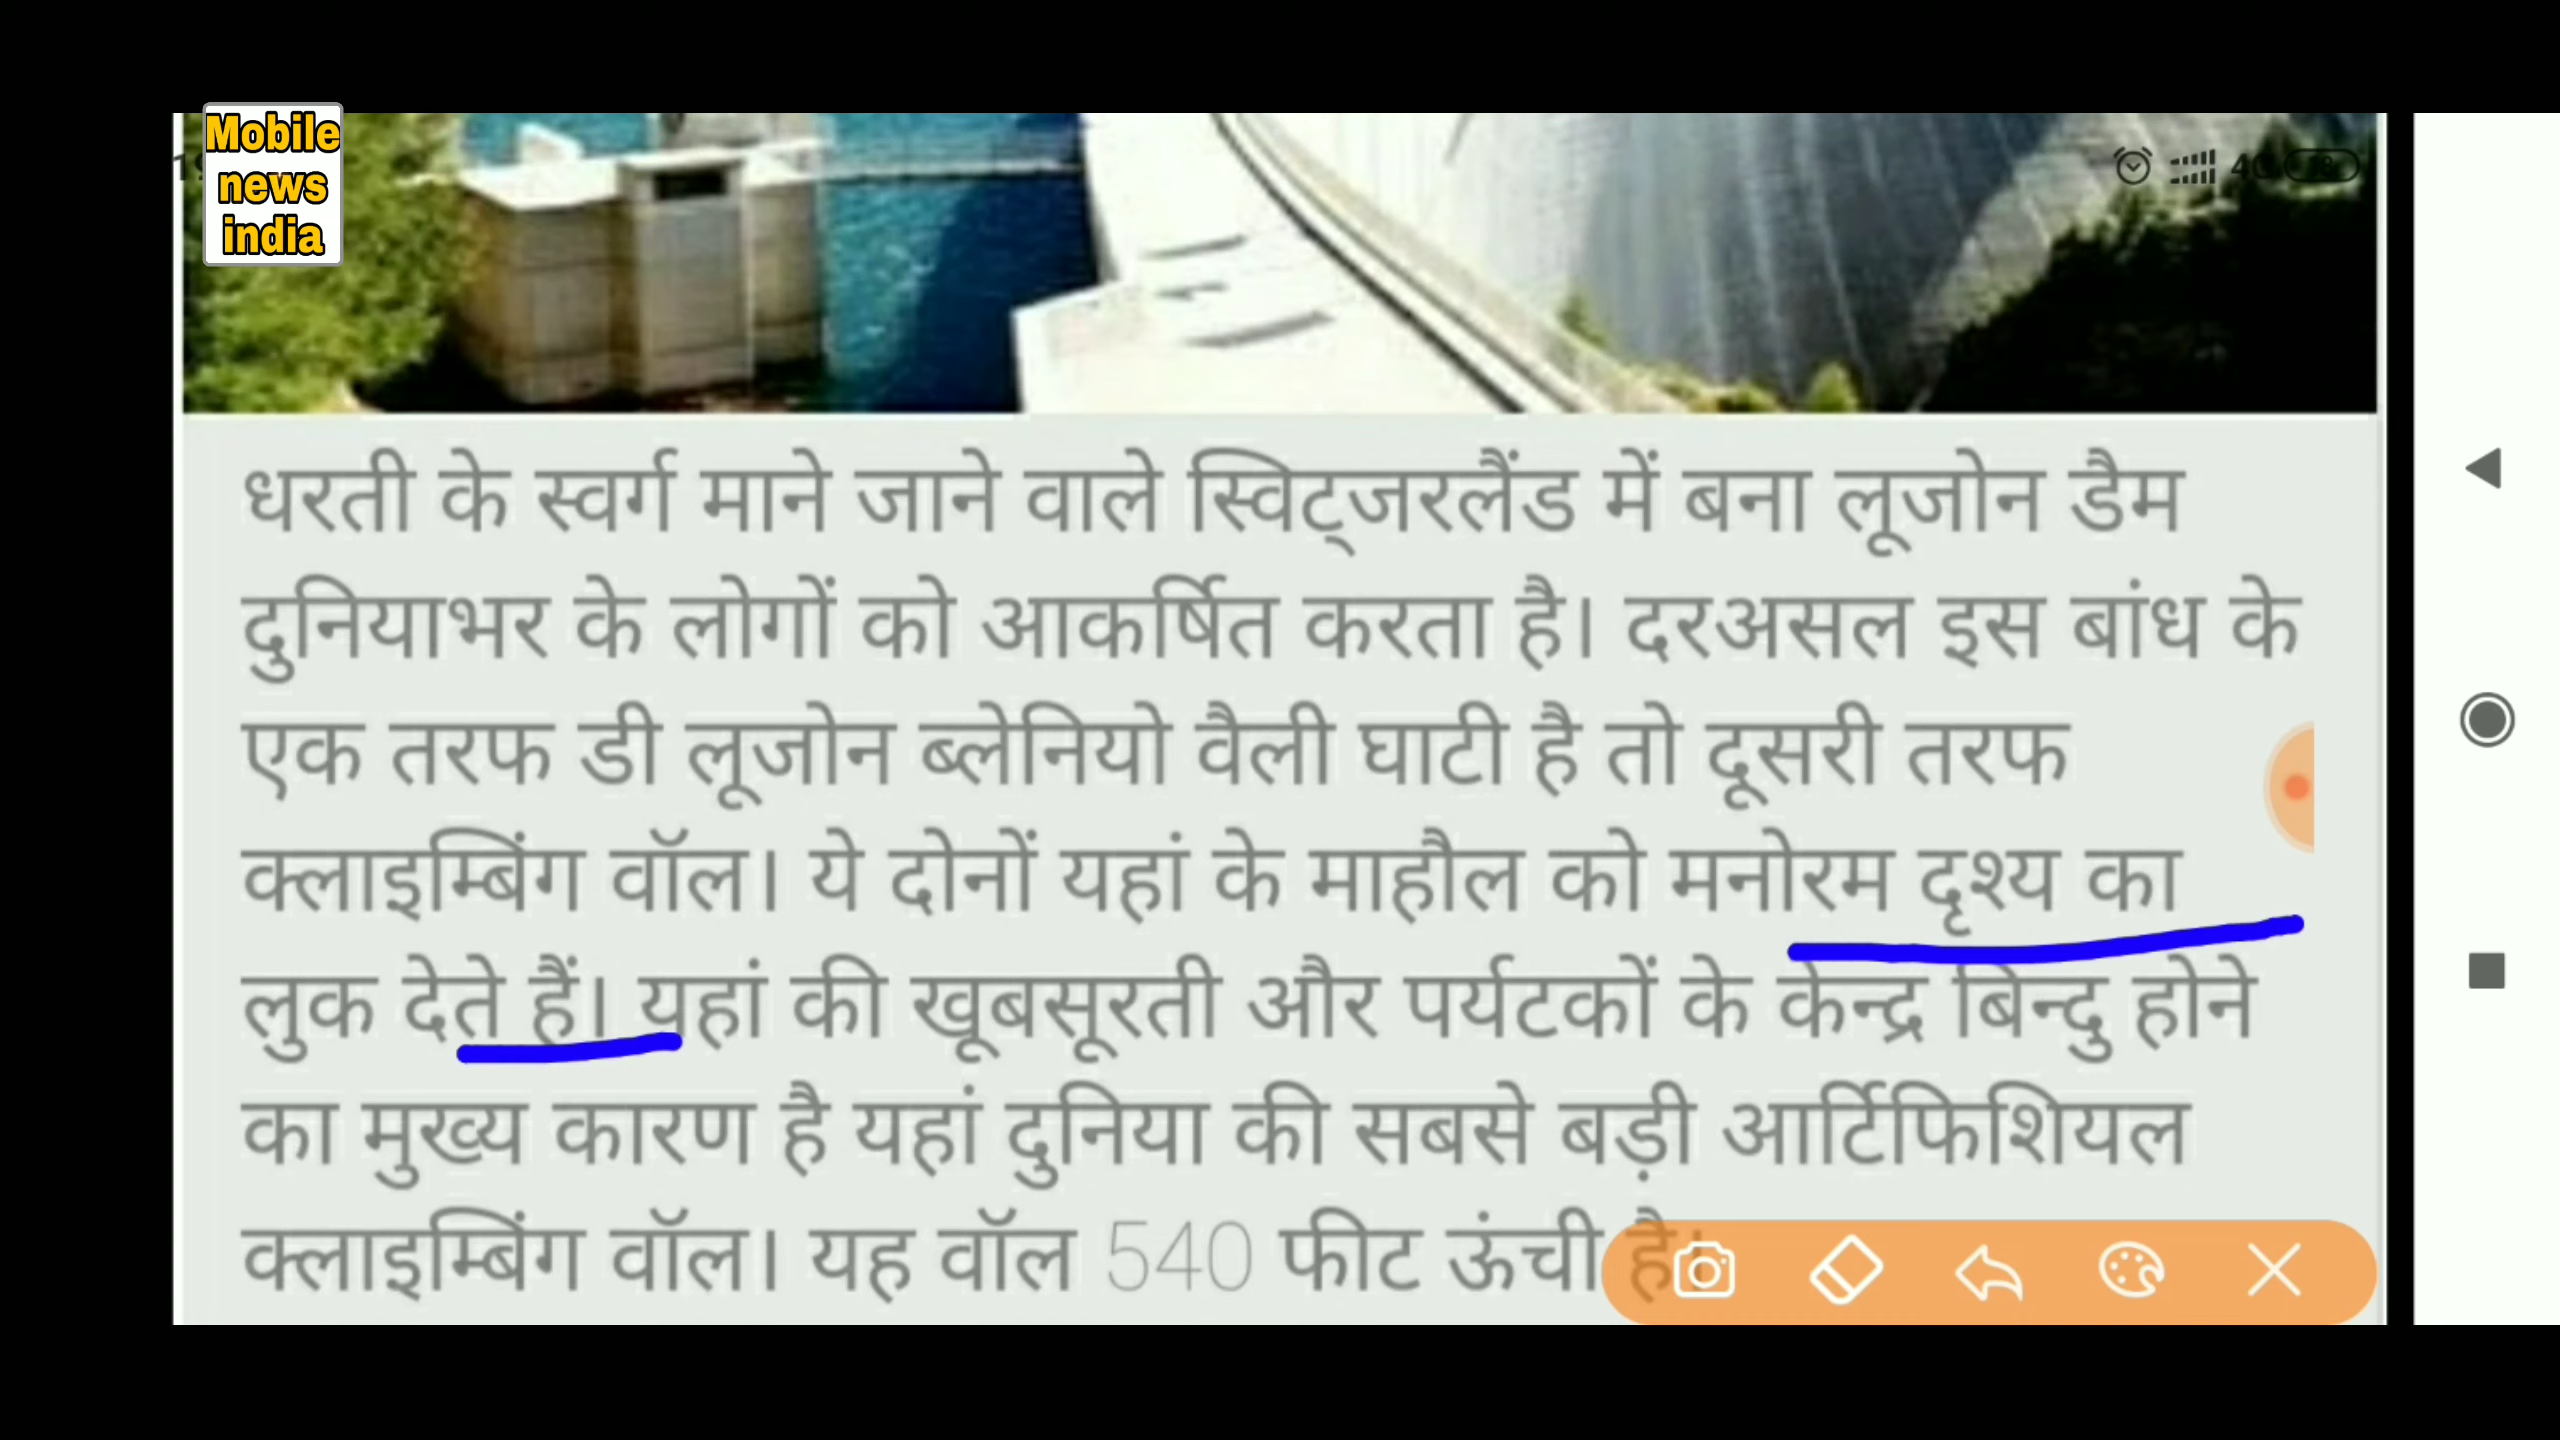 Mobile
news
india
धरती के स्वर्ग माने जाने वाले स्विट्जरलैंड में बना लूजोन डैम
दुनियाभर के लोगों को आकर्षित करता है। दरअसल इस बांध के
एक तरफ डी लूजोन ब्लेनियो वैली घाटी है तो दूसरी तरफ
क्लाइम्बिंग वॉल। ये दोनों यहां के माहौल को मनोरम दृश्य का
लुक देते हैं। यहां की खूबसूरती और पर्यटकों के केन्द्र बिन्दु होने
का मुख्य कारण है यहां दुनिया की सबसे बड़ी आर्टिफिशियल
क्लाइम्बिंग वॉल। यह वॉल 540 फीट ऊंची है।